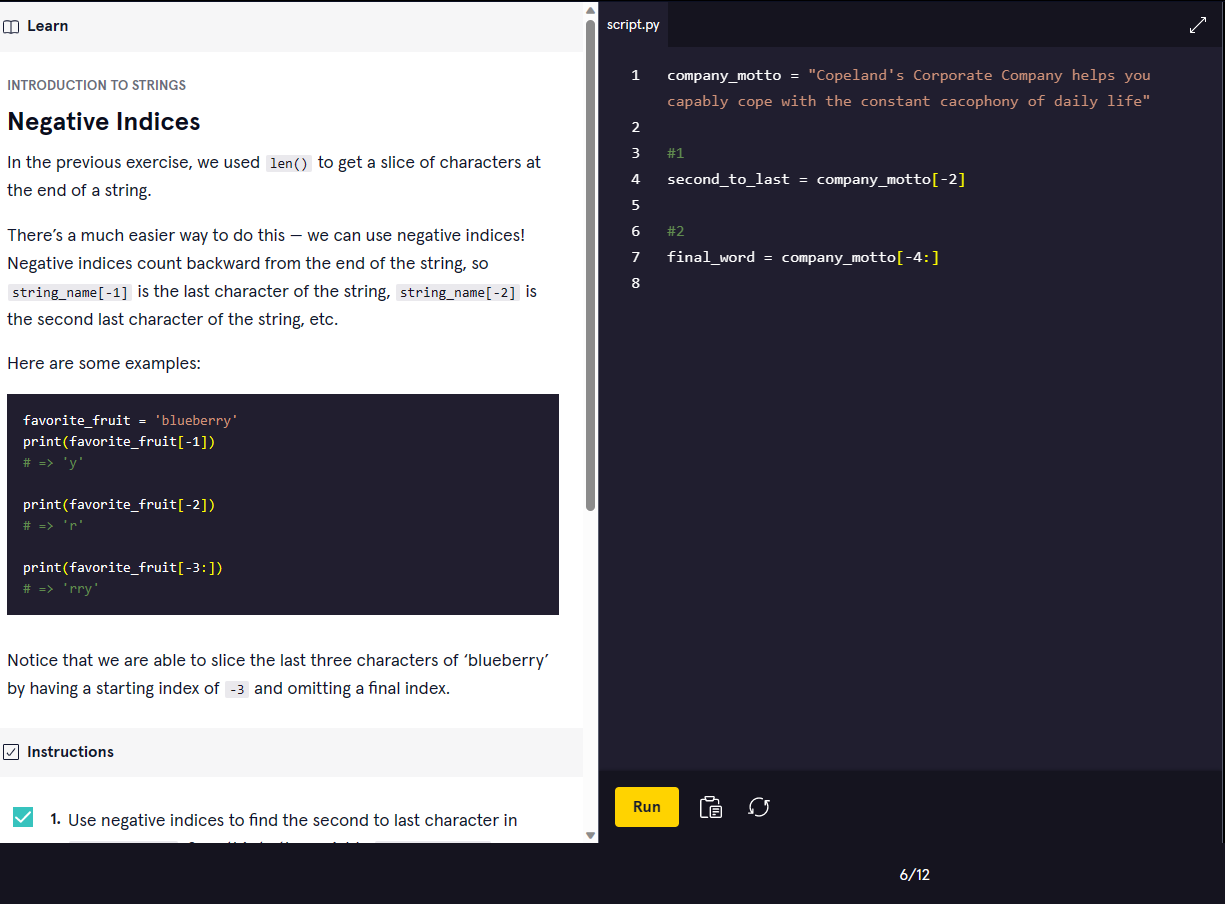 Learn
INTRODUCTION TO STRINGS
Negative Indices
In the previous exercise, we used len() to get a slice of characters at
the end of a string.
There’s a much easier way to do this — we can use negative indices!
Negative indices count backward from the end of the string, so
string_name[-1] is the last character of the string, string_name[-2] is
the second last character of the string, etc.
Here are some examples:
favorite_fruit = 'blueberry'
print(favorite_fruit[-1])
# => 'y'
print(favorite_fruit[-2])
# => 'r'
print(favorite_fruit[-3:])
# => 'rry'
Notice that we are able to slice the last three characters of ‘blueberry’
by having a starting index of -3 and omitting a final index.
Instructions
1. Use negative indices to find the second to last character in
script.py
1 company_motto = "Copeland's Corporate Company helps you
capably cope with the constant cacophony of daily life"
2
3 #1
4 second_to_last = company_motto[-2]
5
6 #2
7 final_word = company_motto[-4:]
8
Run
6/12